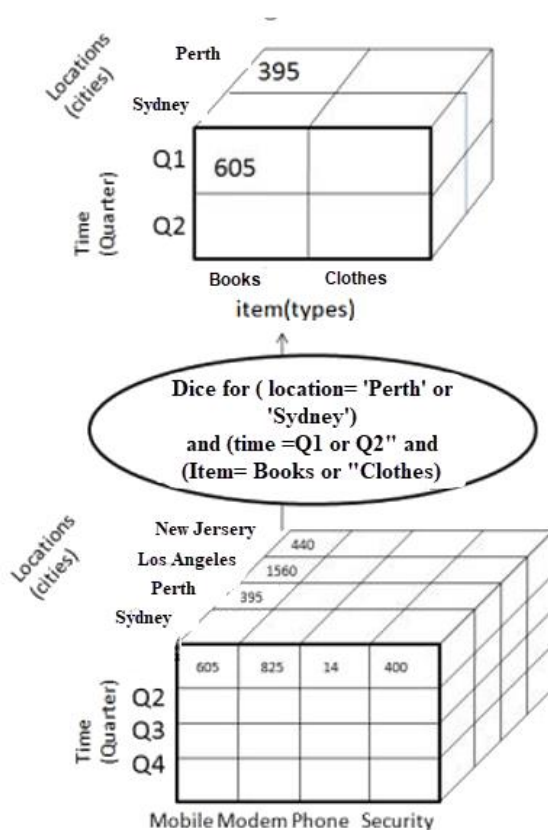 Locations
(cities)
Perth
395
Sydney
Q1
605
Time
(Quarter)
Q2
Books Clothes
item(types)
Dice for ( location= 'Perth' or
'Sydney')
and (time =Q1 or Q2" and
(Item= Books or "Clothes)
Locations
(cities)
New Jersery
440
Los Angeles
1560
Perth
395
Sydney
605 825 14 400
Q2
Time
(Quarter)
Q3
Q4
Mobile Modem Phone Security